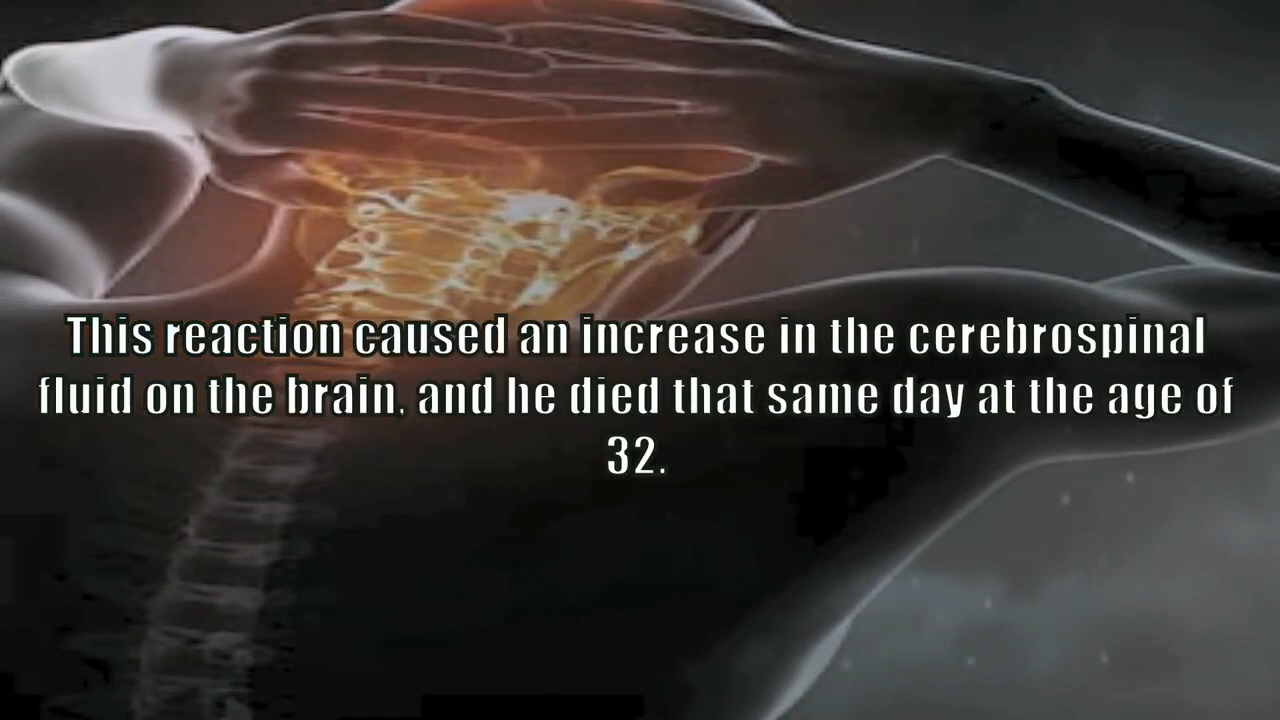 This reaction caused an increase in the cerebrospinal
fluid on the brain, and he died that same day at the age of
32.